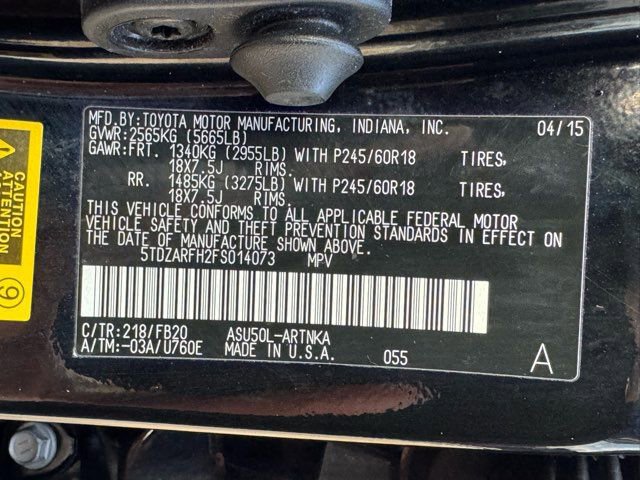 MFD.BY:TOYOTA MOTOR MANUFACTURING, INDIANA, INC. 04/15
GVWR:2565KG (5665LB)
GAWR:FRT. 1340KG (2955LB) WITH P245/60R18 TIRES,
18X7.5J RIMS.
RR. 1485KG (3275LB) WITH P245/60R18 TIRES,
18X7.5J RIMS.
THIS VEHICLE CONFORMS TO ALL APPLICABLE FEDERAL MOTOR
VEHICLE SAFETY AND THEFT PREVENTION STANDARDS IN EFFECT ON
THE DATE OF MANUFACTURE SHOWN ABOVE.
5TDZARFH2FS014073 MPV
C/TR:218/FB20 ASU50L-ARTNKA
A/TM:-03A/U760E MADE IN U.S.A. 055 A
CAUTION
ATTENTION
9